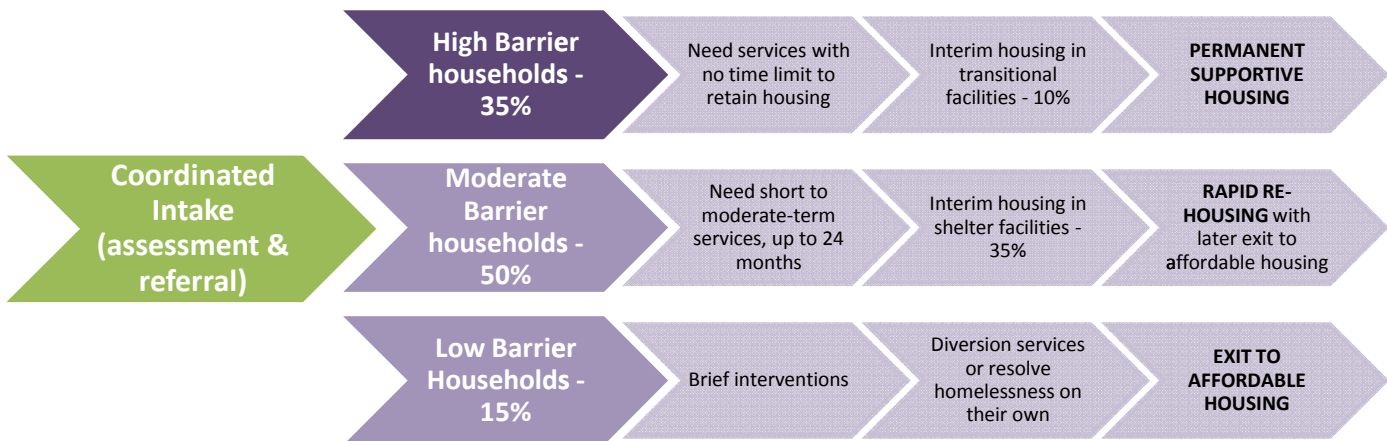 Coordinated
Intake
(assessment &
referral)
High Barrier
households -
35%
Need services with
no time limit to
retain housing
Interim housing in
transitional
facilities - 10%
PERMANENT
SUPPORTIVE
HOUSING
Moderate
Barrier
households -
50%
Need short to
moderate-term
services, up to 24
months
Interim housing in
shelter facilities -
35%
RAPID RE-
HOUSING with
later exit to
affordable housing
Low Barrier
Households -
15%
Brief interventions
Diversion services
or resolve
homelessness on
their own
EXIT TO
AFFORDABLE
HOUSING